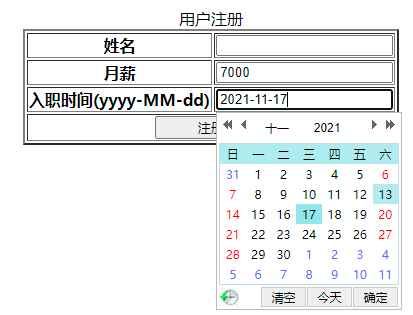 用户注册
姓名
月薪 7000
入职时间(yyyy-MM-dd) 2021-11-17
注册
十一 2021
日 一 二 三 四 五 六
31 1 2 3 4 5 6
7 8 9 10 11 12 13
14 15 16 17 18 19 20
21 22 23 24 25 26 27
28 29 30 1 2 3 4
5 6 7 8 9 10 11
清空 今天 确定